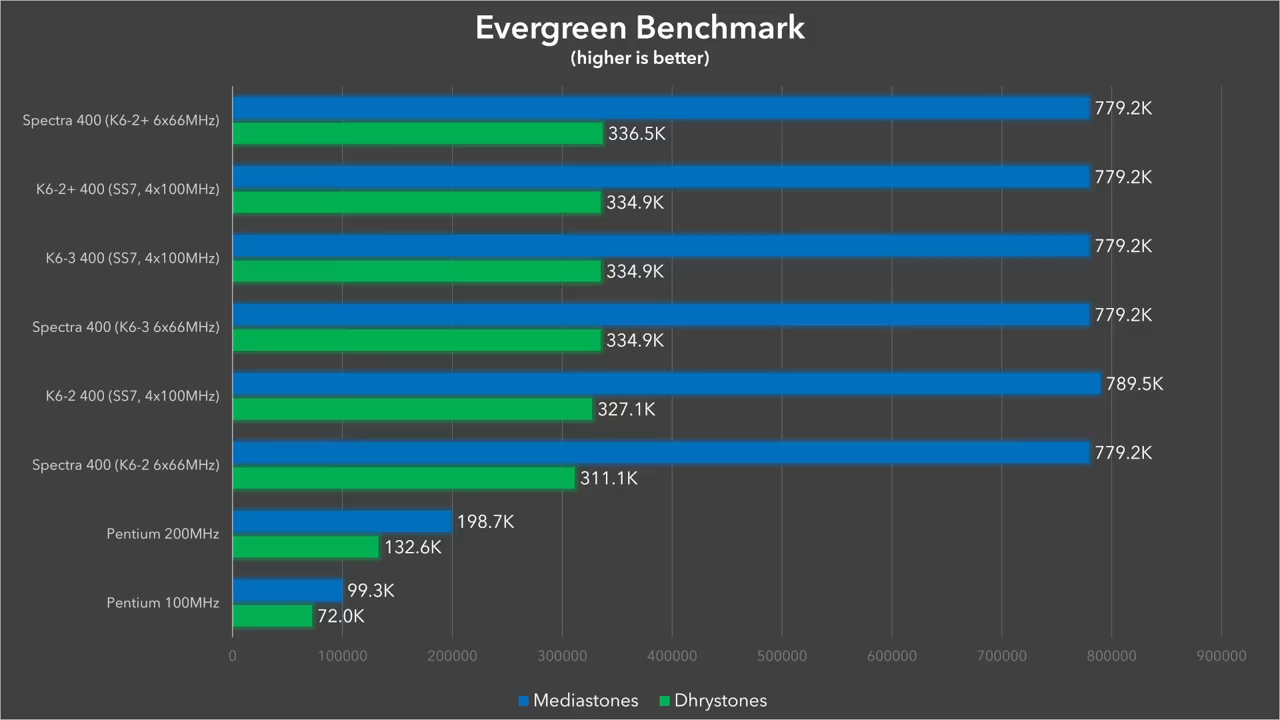 Evergreen Benchmark
(higher is better)
Spectra 400 (K6-2+ 6x66MHz)
779.2K
336.5K
K6-2+ 400 (SS7, 4x100MHz)
779.2K
334.9K
K6-3 400 (SS7, 4x100MHz)
779.2K
334.9K
Spectra 400 (K6-3 6x66MHz)
779.2K
334.9K
K6-2 400 (SS7, 4x100MHz)
789.5K
327.1K
Spectra 400 (K6-2 6x66MHz)
779.2K
311.1K
Pentium 200MHz
198.7K
132.6K
Pentium 100MHz
99.3K
72.0K
0 100000 200000 300000 400000 500000 600000 700000 800000 900000
Mediastones Dhrystones